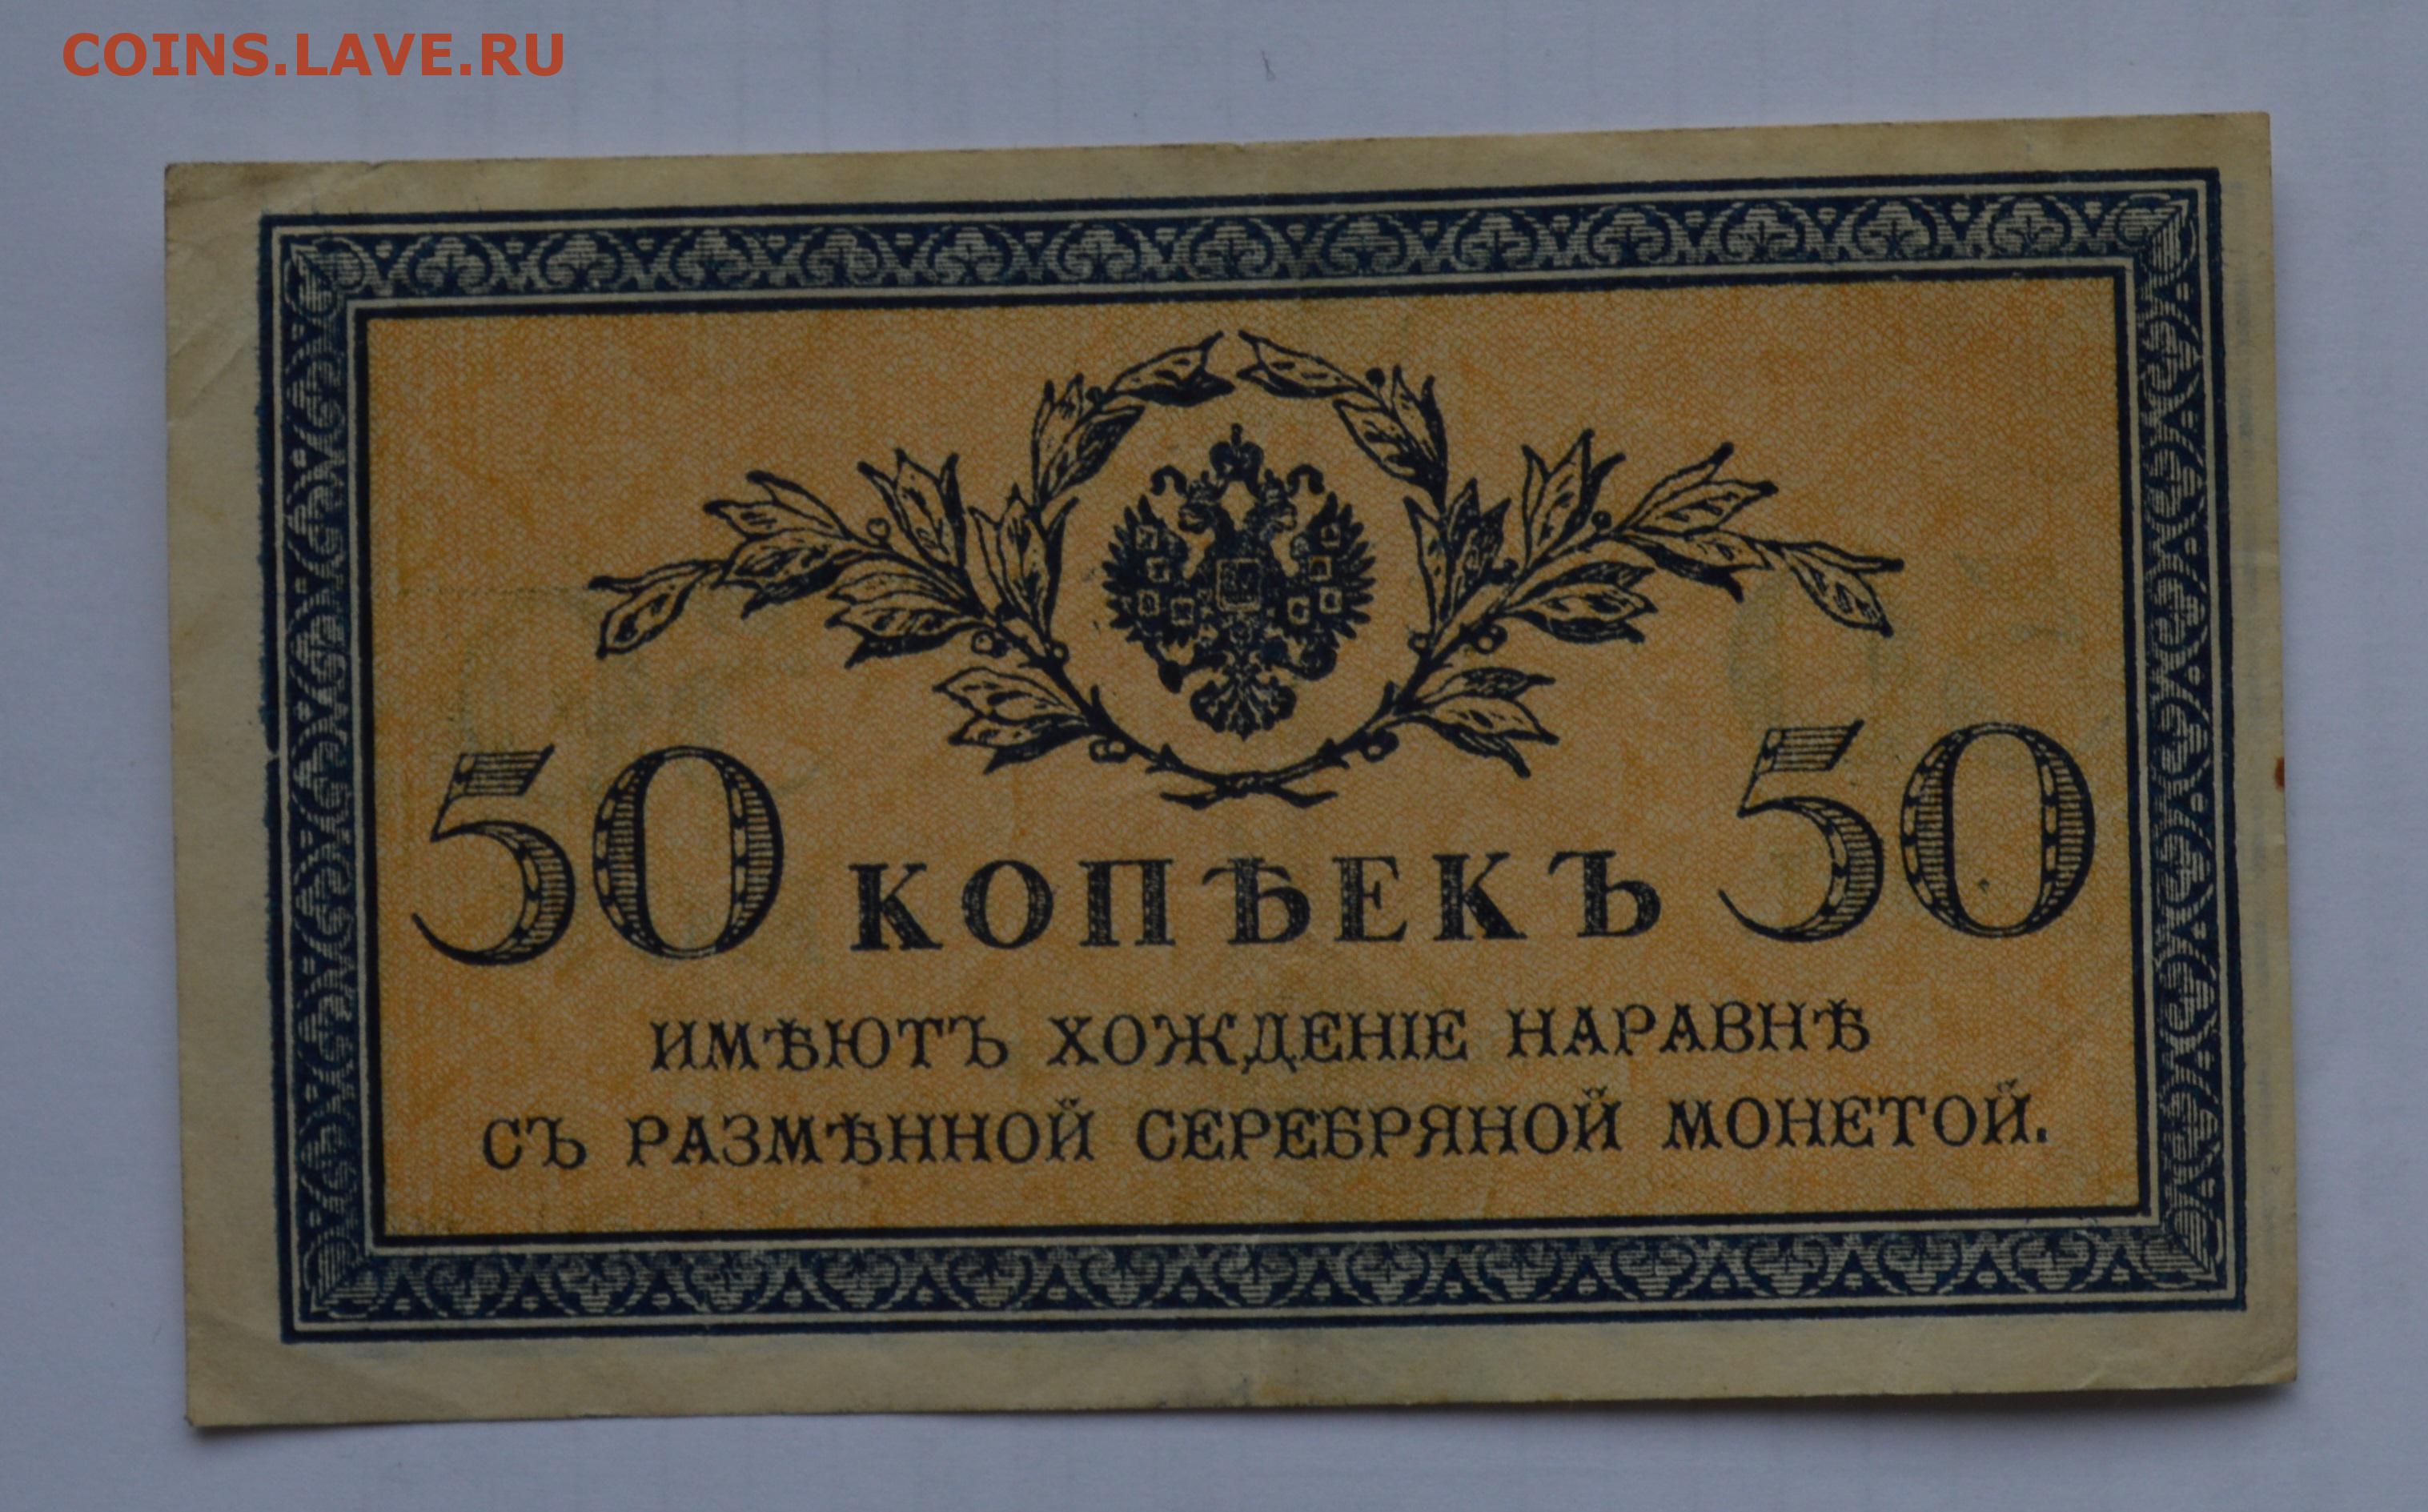 COINS.LAVE.RU
50 КОПѢЕКЪ 50
ИМѢЮТЪ ХОЖДЕНІЕ НАРАВНѢ
СЪ РАЗМѢННОЙ СЕРЕБРЯНОЙ МОНЕТОЙ.